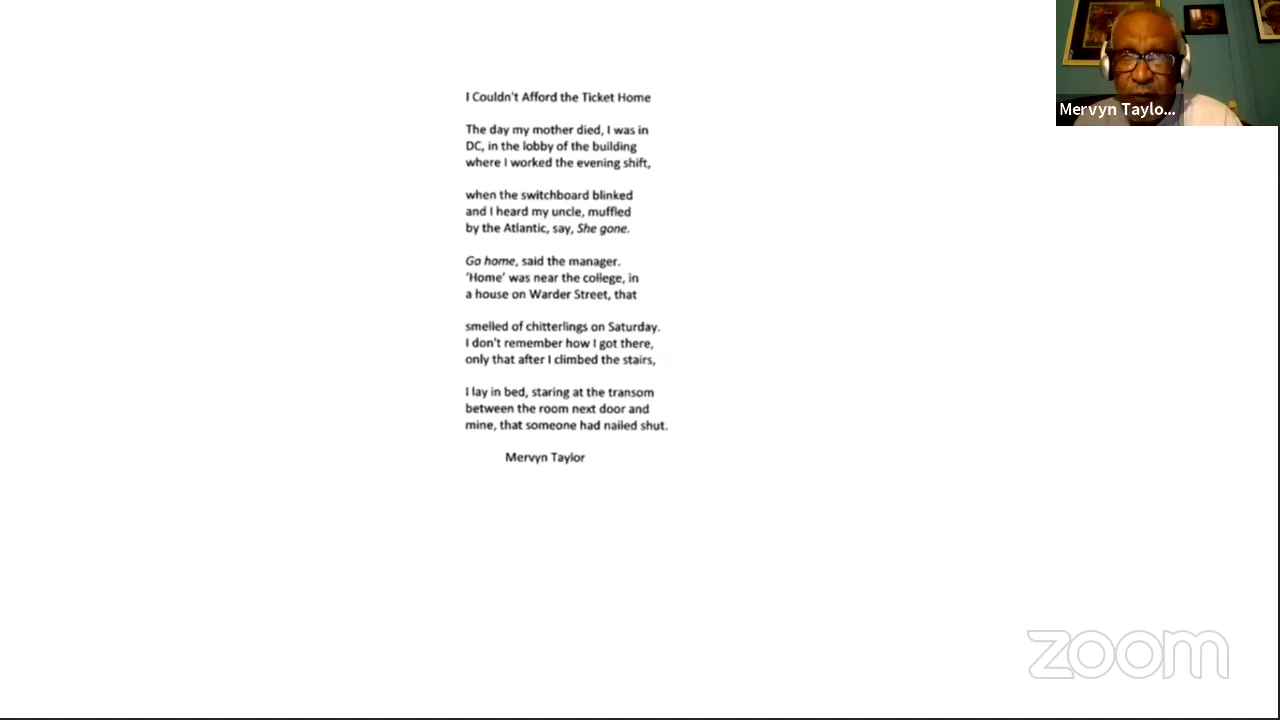 I Couldn't Afford the Ticket Home
The day my mother died, I was in
DC, in the lobby of the building
where I worked the evening shift,
when the switchboard blinked
and I heard my uncle, muffled
by the Atlantic, say, She gone.
Go home, said the manager.
‘Home’ was near the college, in
a house on Warder Street, that
smelled of chitterlings on Saturday.
I don't remember how I got there,
only that after I climbed the stairs,
I lay in bed, staring at the transom
between the room next door and
mine, that someone had nailed shut.
Mervyn Taylor
Mervyn Taylo...
zoom